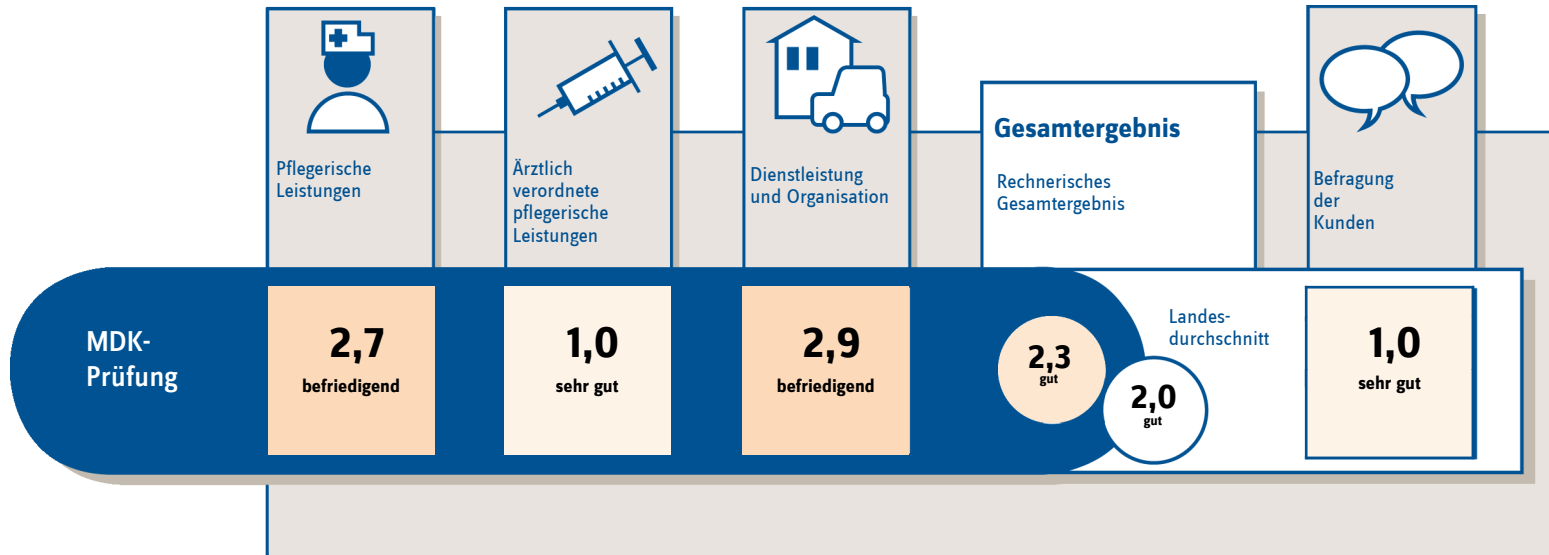 Pflegerische
Leistungen
Ärztlich
verordnete
pflegerische
Leistungen
Dienstleistung
und Organisation
Gesamtergebnis
Rechnerisches
Gesamtergebnis
Befragung
der
Kunden
MDK-
Prüfung
2,7
befriedigend
1,0
sehr gut
2,9
befriedigend
2,3
gut
Landes-
durchschnitt
2,0
gut
1,0
sehr gut